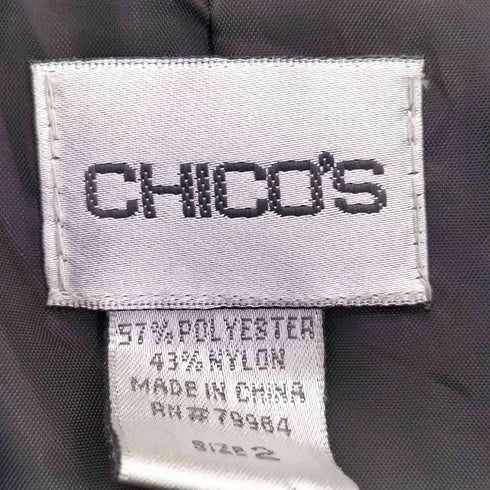 CHICO'S
57% POLYESTER
43% NYLON
MADE IN CHINA
RN# 79964
SIZE 2